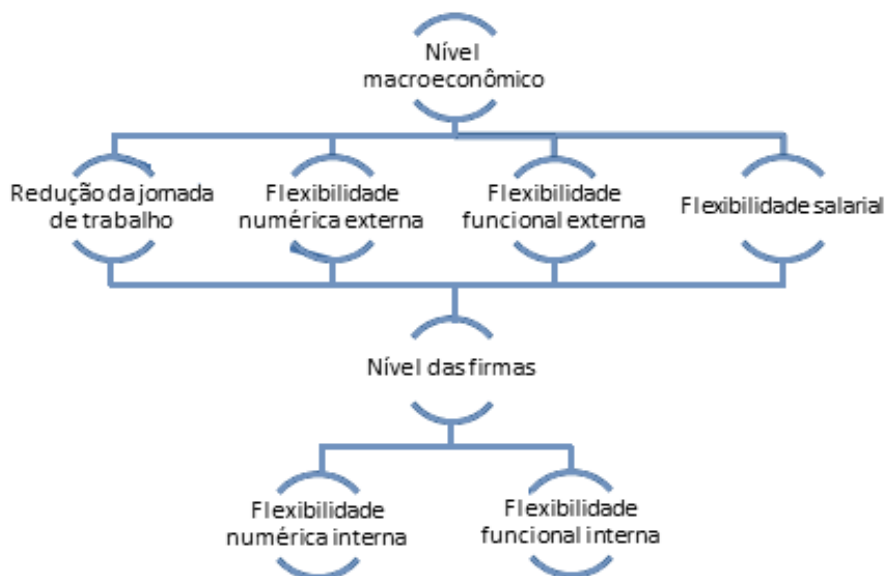 Nível
macroeconômico
Redução da jornada
de trabalho
Flexibilidade
numérica externa
Flexibilidade
funcional externa
Flexibilidade salarial
Nível das firmas
Flexibilidade
numérica interna
Flexibilidade
funcional interna